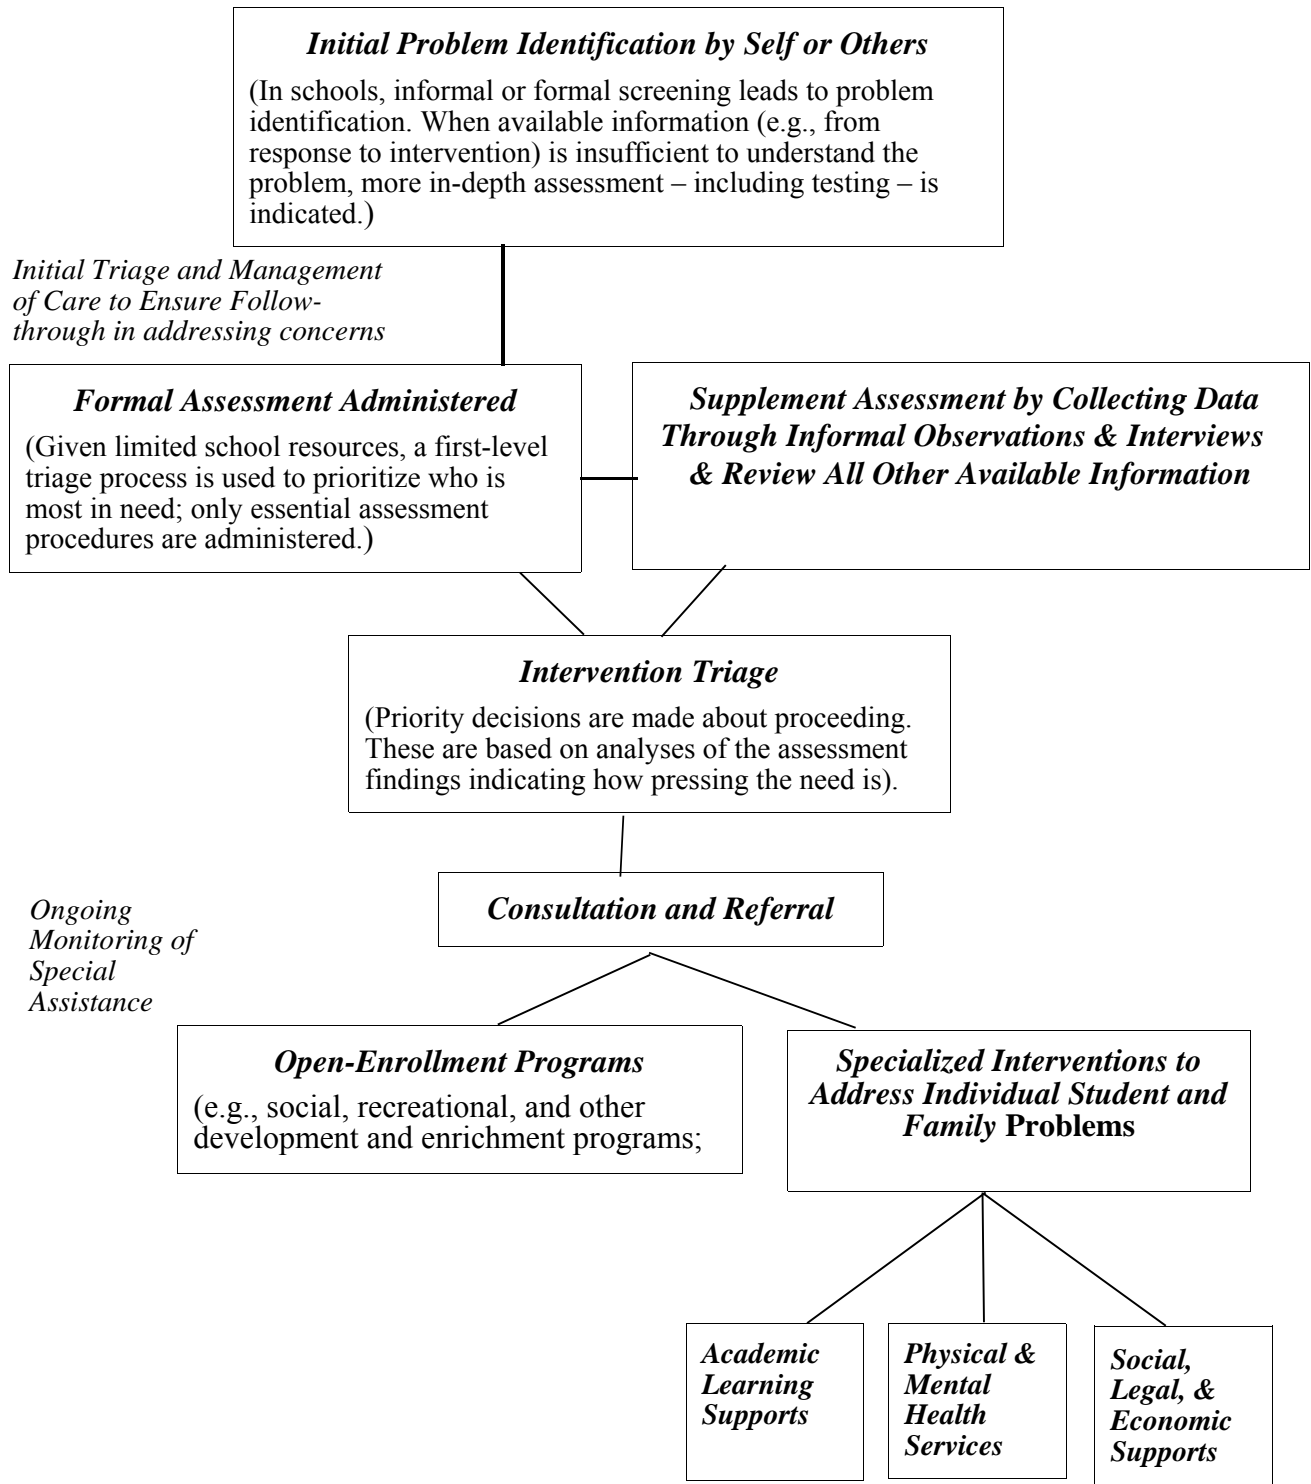 Initial Problem Identification by Self or Others
(In schools, informal or formal screening leads to problem
identification. When available information (e.g., from
response to intervention) is insufficient to understand the
problem, more in-depth assessment – including testing – is
indicated.)
Initial Triage and Management
of Care to Ensure Follow-
through in addressing concerns
Formal Assessment Administered
(Given limited school resources, a first-level
triage process is used to prioritize who is
most in need; only essential assessment
procedures are administered.)
Supplement Assessment by Collecting Data
Through Informal Observations & Interviews
& Review All Other Available Information
Intervention Triage
(Priority decisions are made about proceeding.
These are based on analyses of the assessment
findings indicating how pressing the need is).
Consultation and Referral
Ongoing
Monitoring of
Special
Assistance
Open-Enrollment Programs
(e.g., social, recreational, and other
development and enrichment programs;
Specialized Interventions to
Address Individual Student and
Family Problems
Academic
Learning
Supports
Physical &
Mental
Health
Services
Social,
Legal, &
Economic
Supports